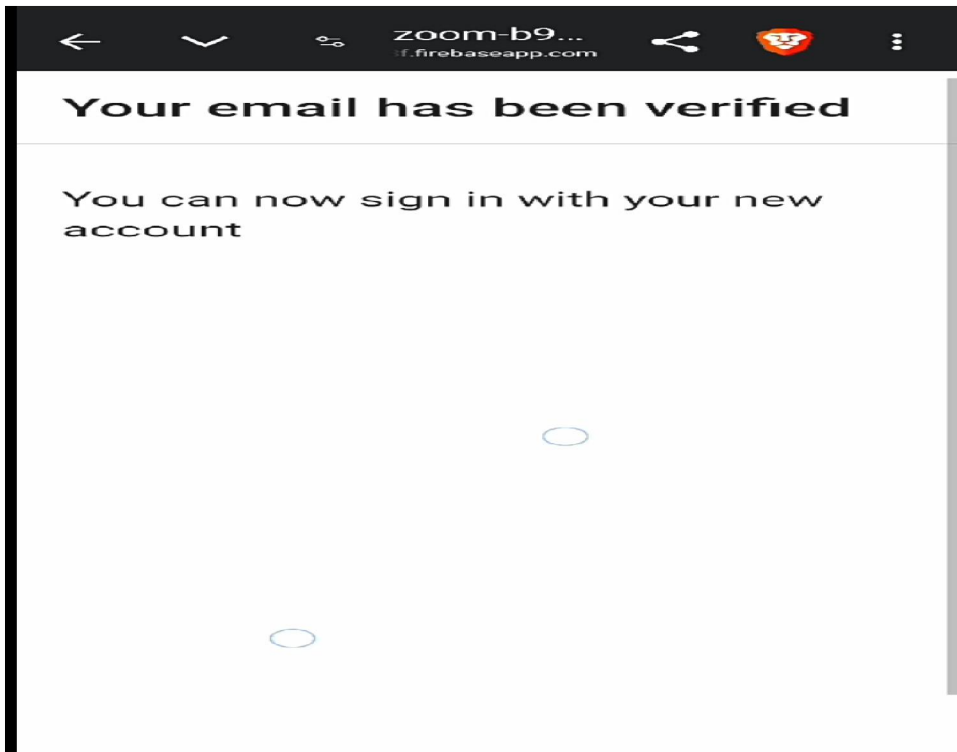 zoom-b9...
f.firebaseapp.com
Your email has been verified
You can now sign in with your new
account